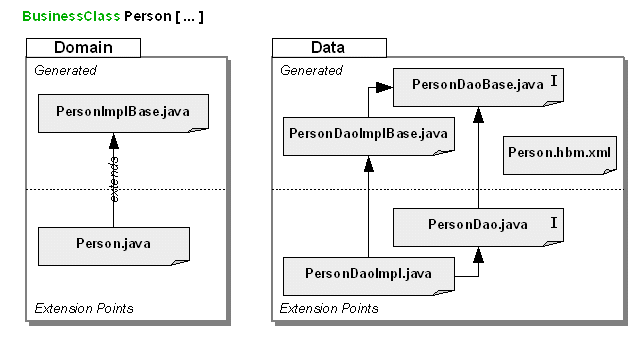 BusinessClass Person [ ... ]
Domain
Generated
PersonImplBase.java
extends
Person.java
Extension Points
Data
Generated
PersonDaoBase.java I
PersonDaoImplBase.java
Person.hbm.xml
PersonDao.java I
PersonDaoImpl.java
Extension Points